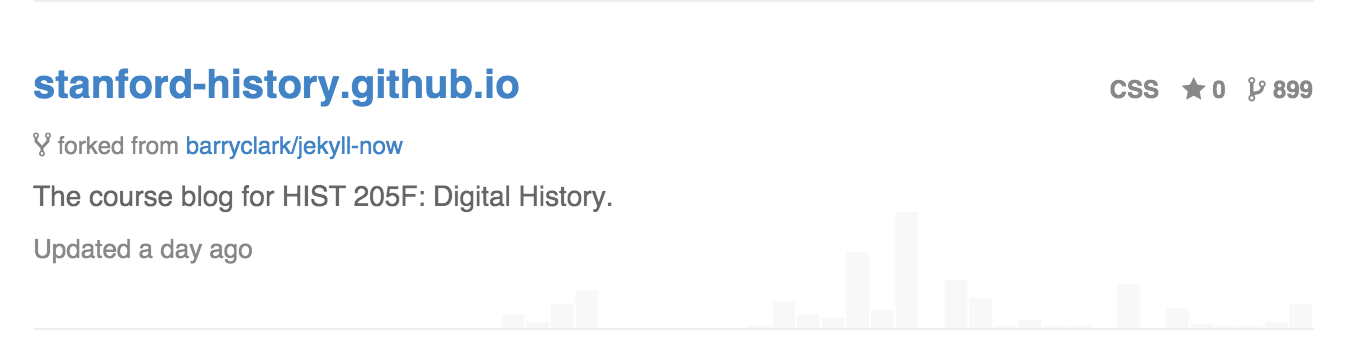 stanford-history.github.io
CSS 0 899
forked from barryclark/jekyll-now
The course blog for HIST 205F: Digital History.
Updated a day ago